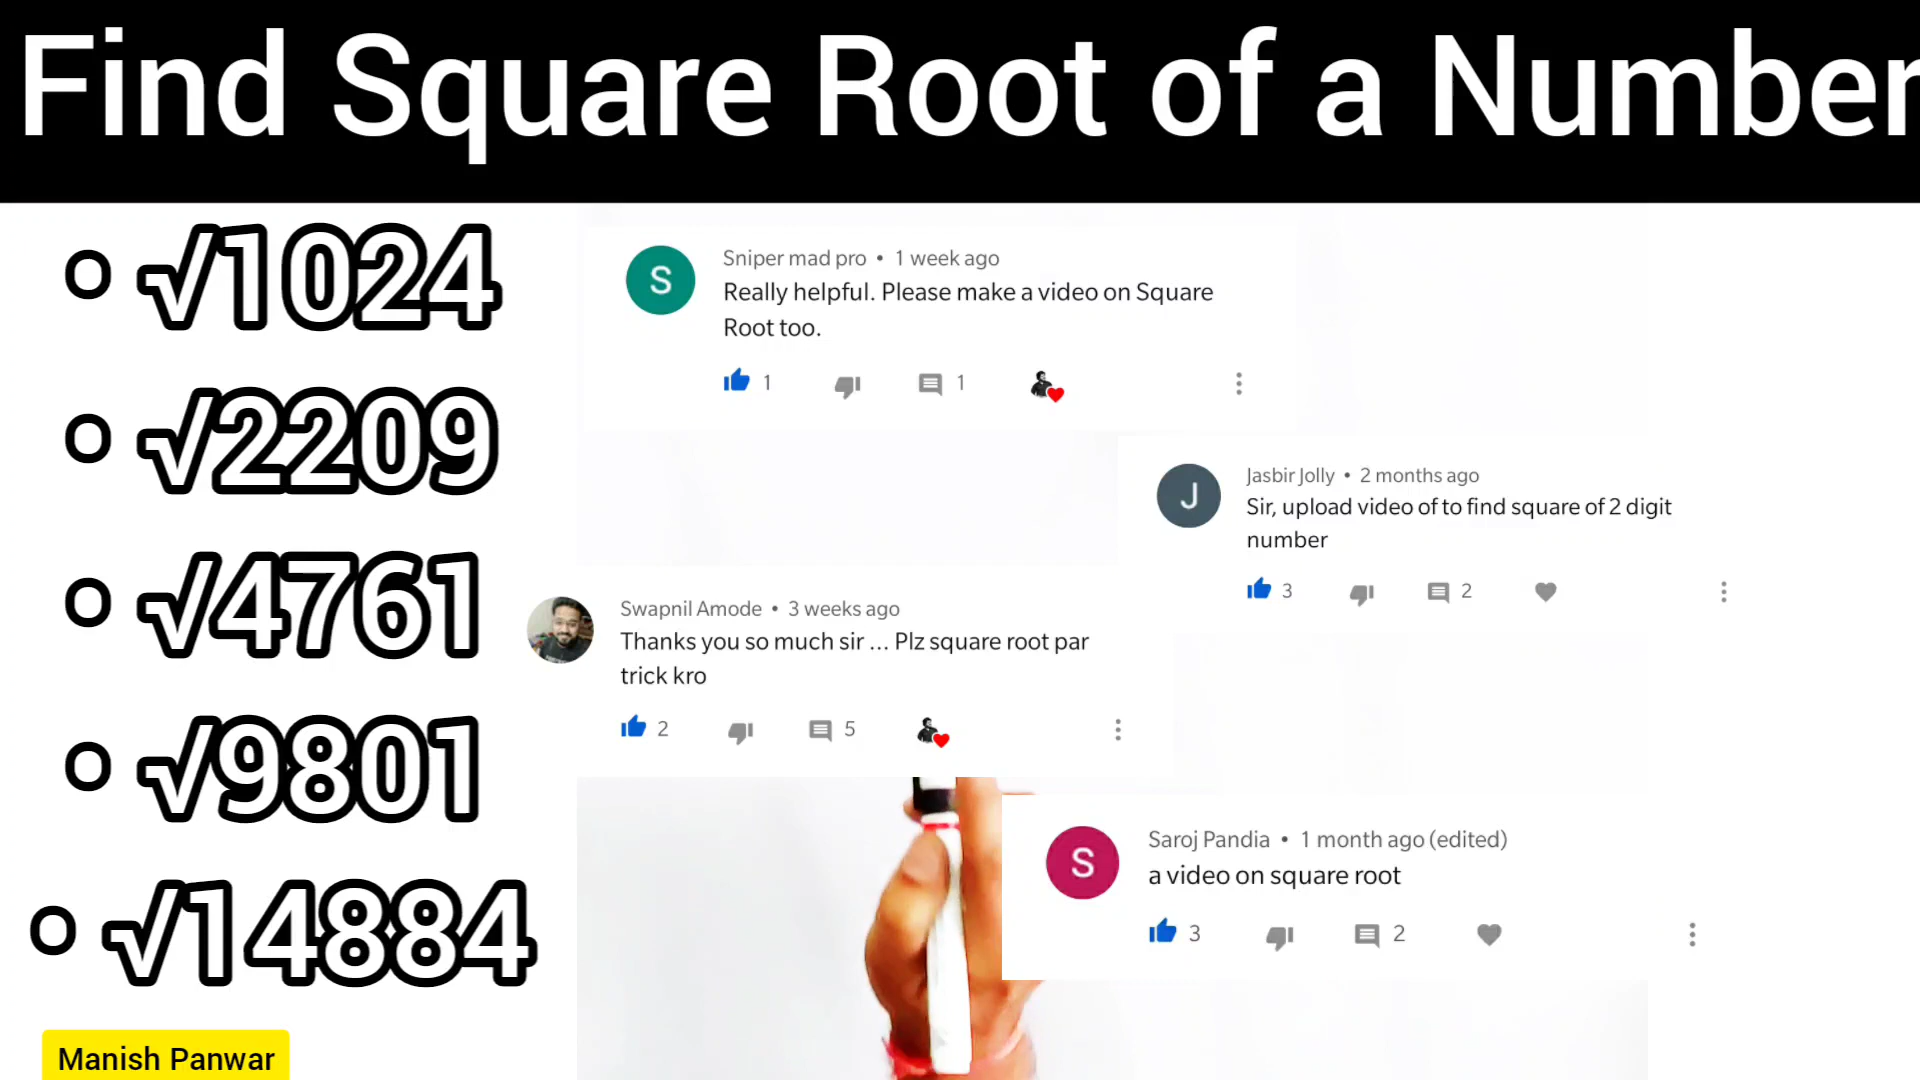 Find Square Root of a Number
√1024
√2209
√4761
√9801
√14884
Manish Panwar
S
Sniper mad pro • 1 week ago
Really helpful. Please make a video on Square
Root too.
1
1
J
Jasbir Jolly • 2 months ago
Sir, upload video of to find square of 2 digit
number
3
2
Swapnil Amode • 3 weeks ago
Thanks you so much sir ... Plz square root par
trick kro
2
5
S
Saroj Pandia • 1 month ago (edited)
a video on square root
3
2